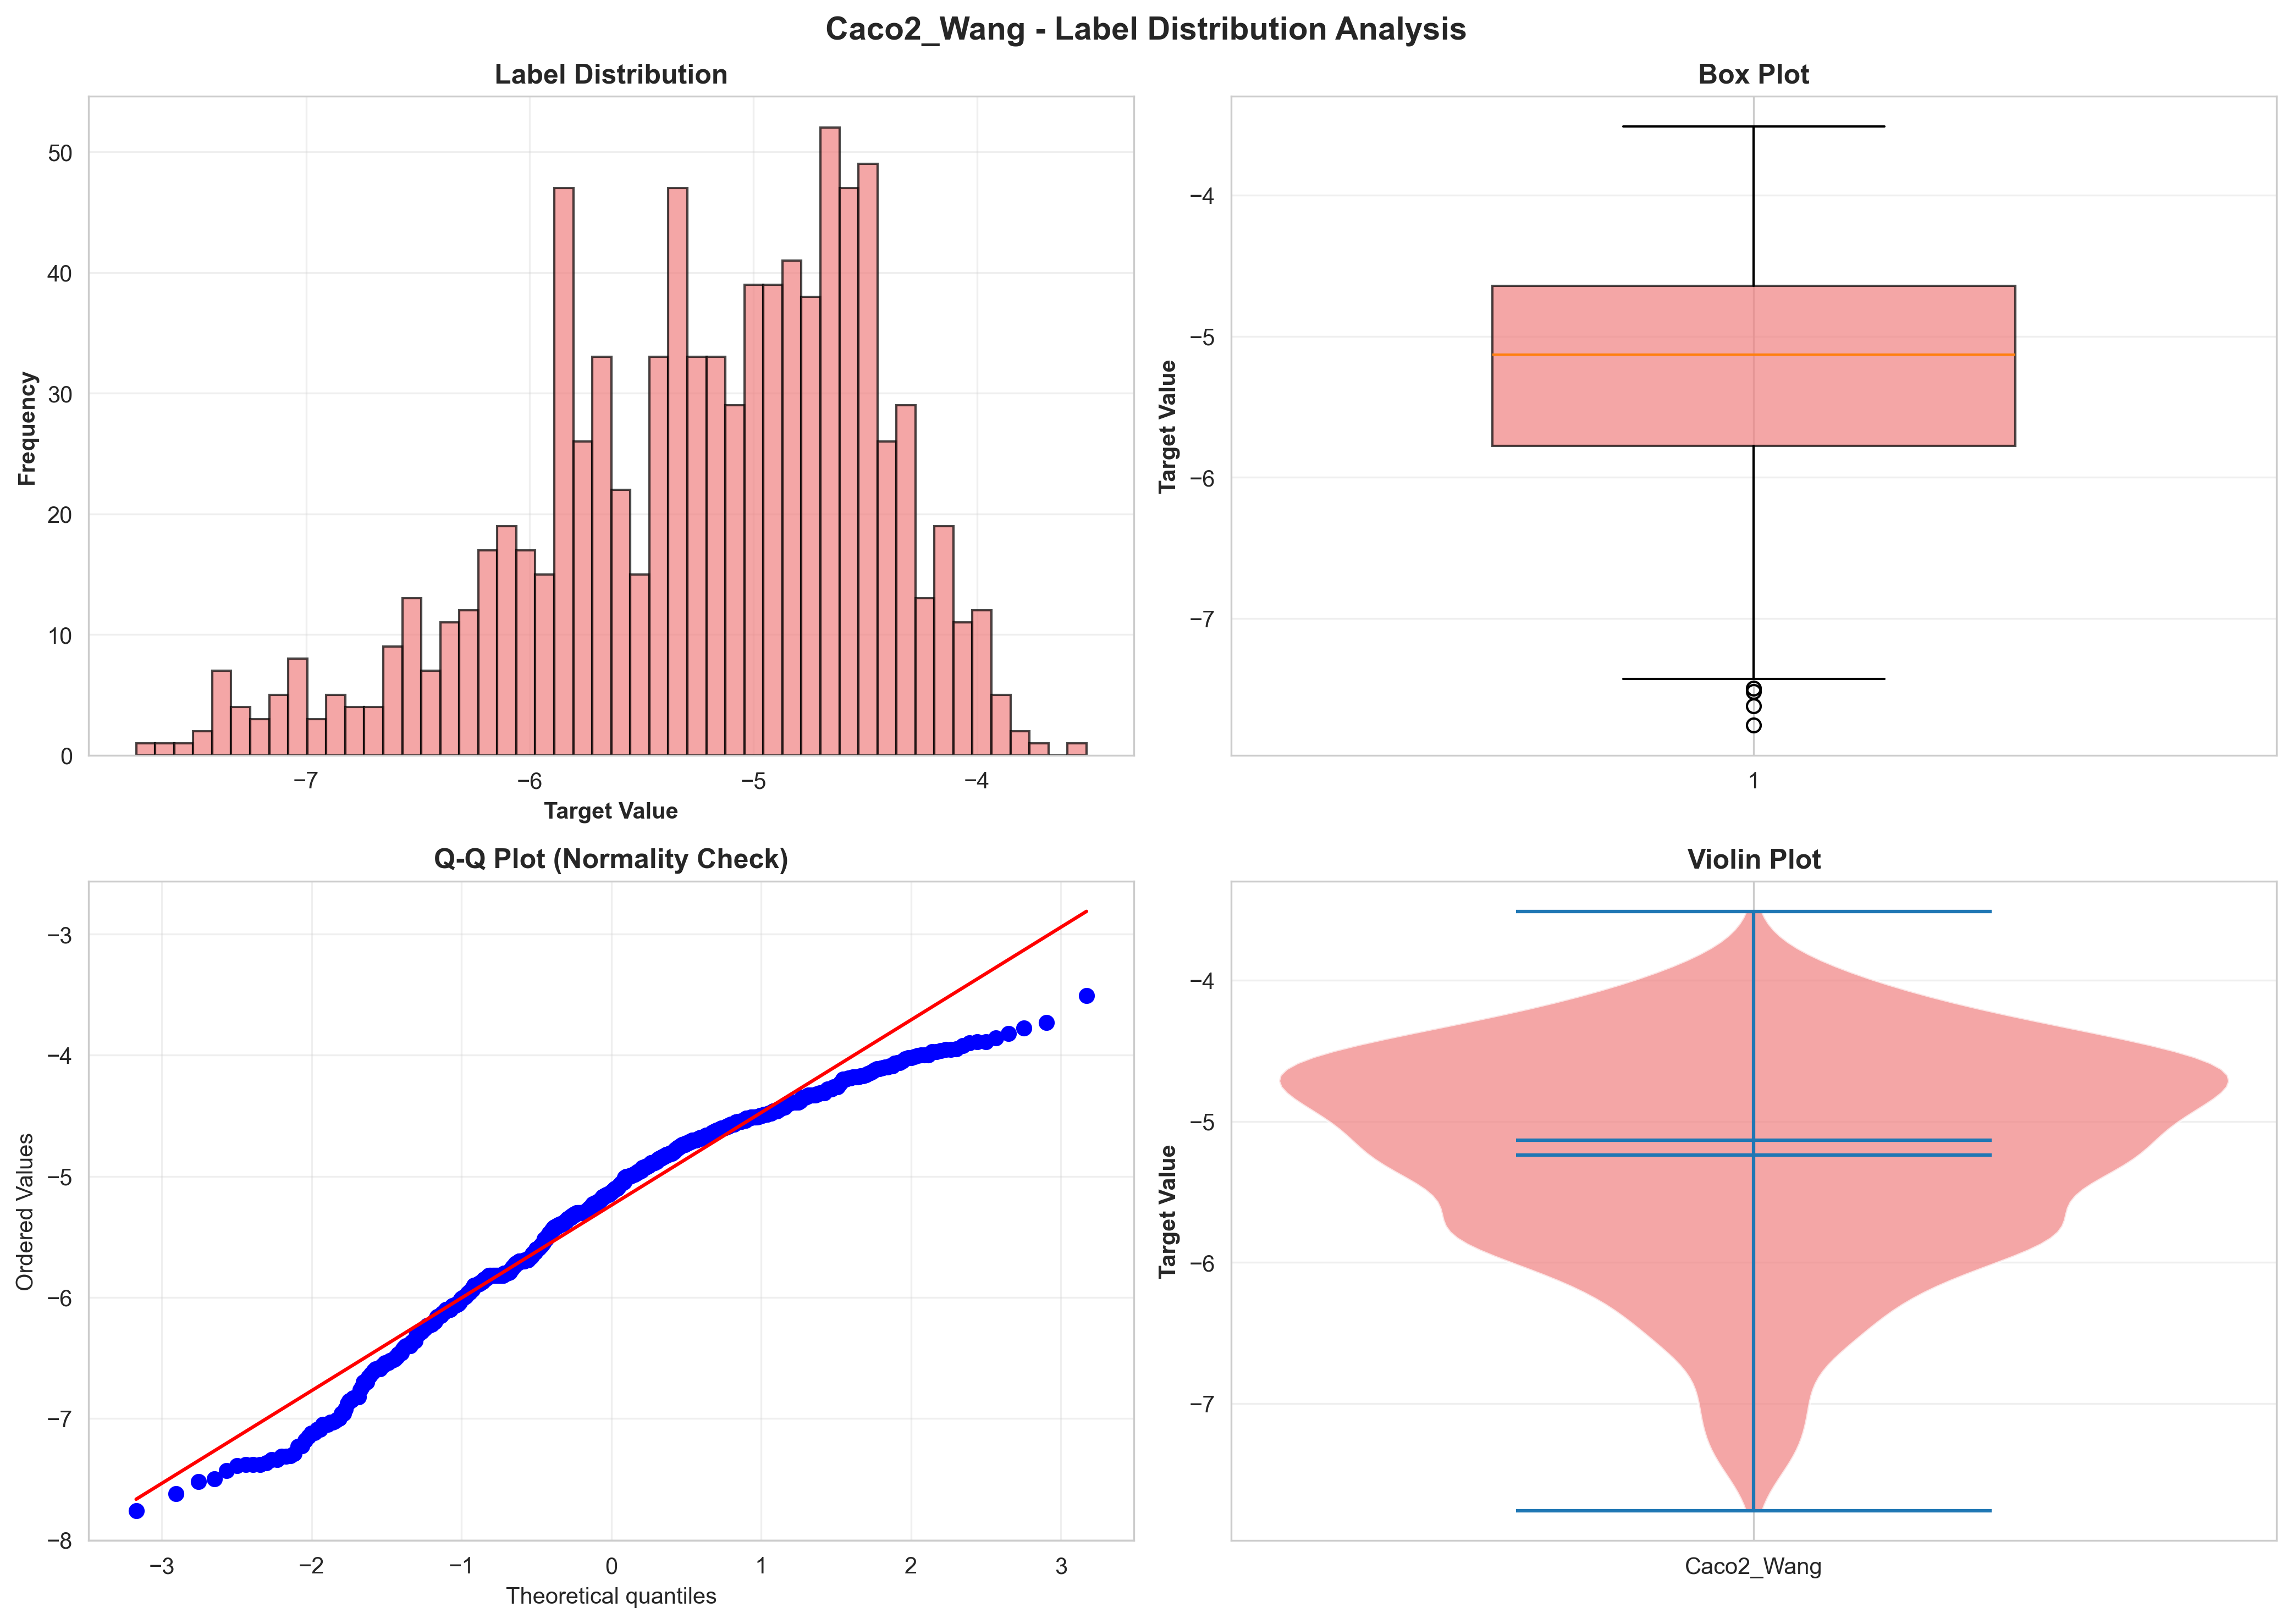 Caco2_Wang - Label Distribution Analysis
Label Distribution
Frequency
50
40
30
20
10
0
−7 −6 −5 −4
Target Value
Box Plot
Target Value
−4
−5
−6
−7
1
Q-Q Plot (Normality Check)
Ordered Values
−3
−4
−5
−6
−7
−8
−3 −2 −1 0 1 2 3
Theoretical quantiles
Violin Plot
Target Value
−4
−5
−6
−7
Caco2_Wang